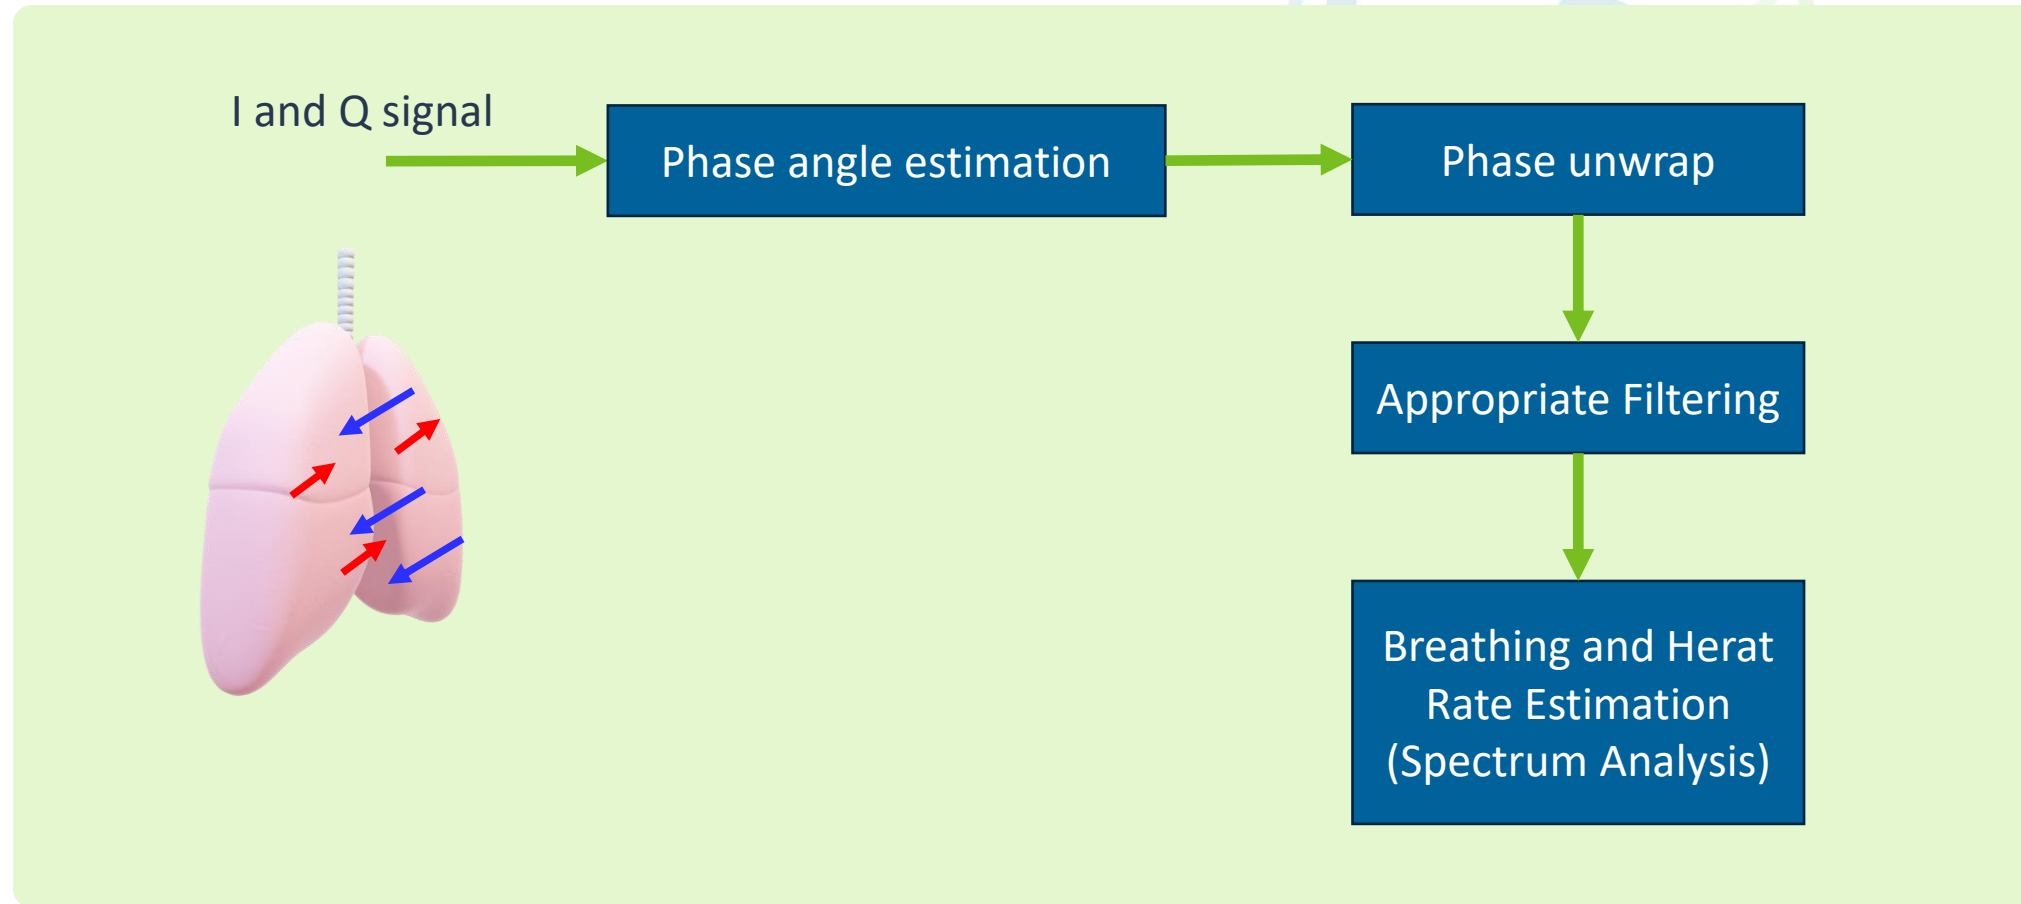 I and Q signal
Phase angle estimation
Phase unwrap
Appropriate Filtering
Breathing and Herat
Rate Estimation
(Spectrum Analysis)